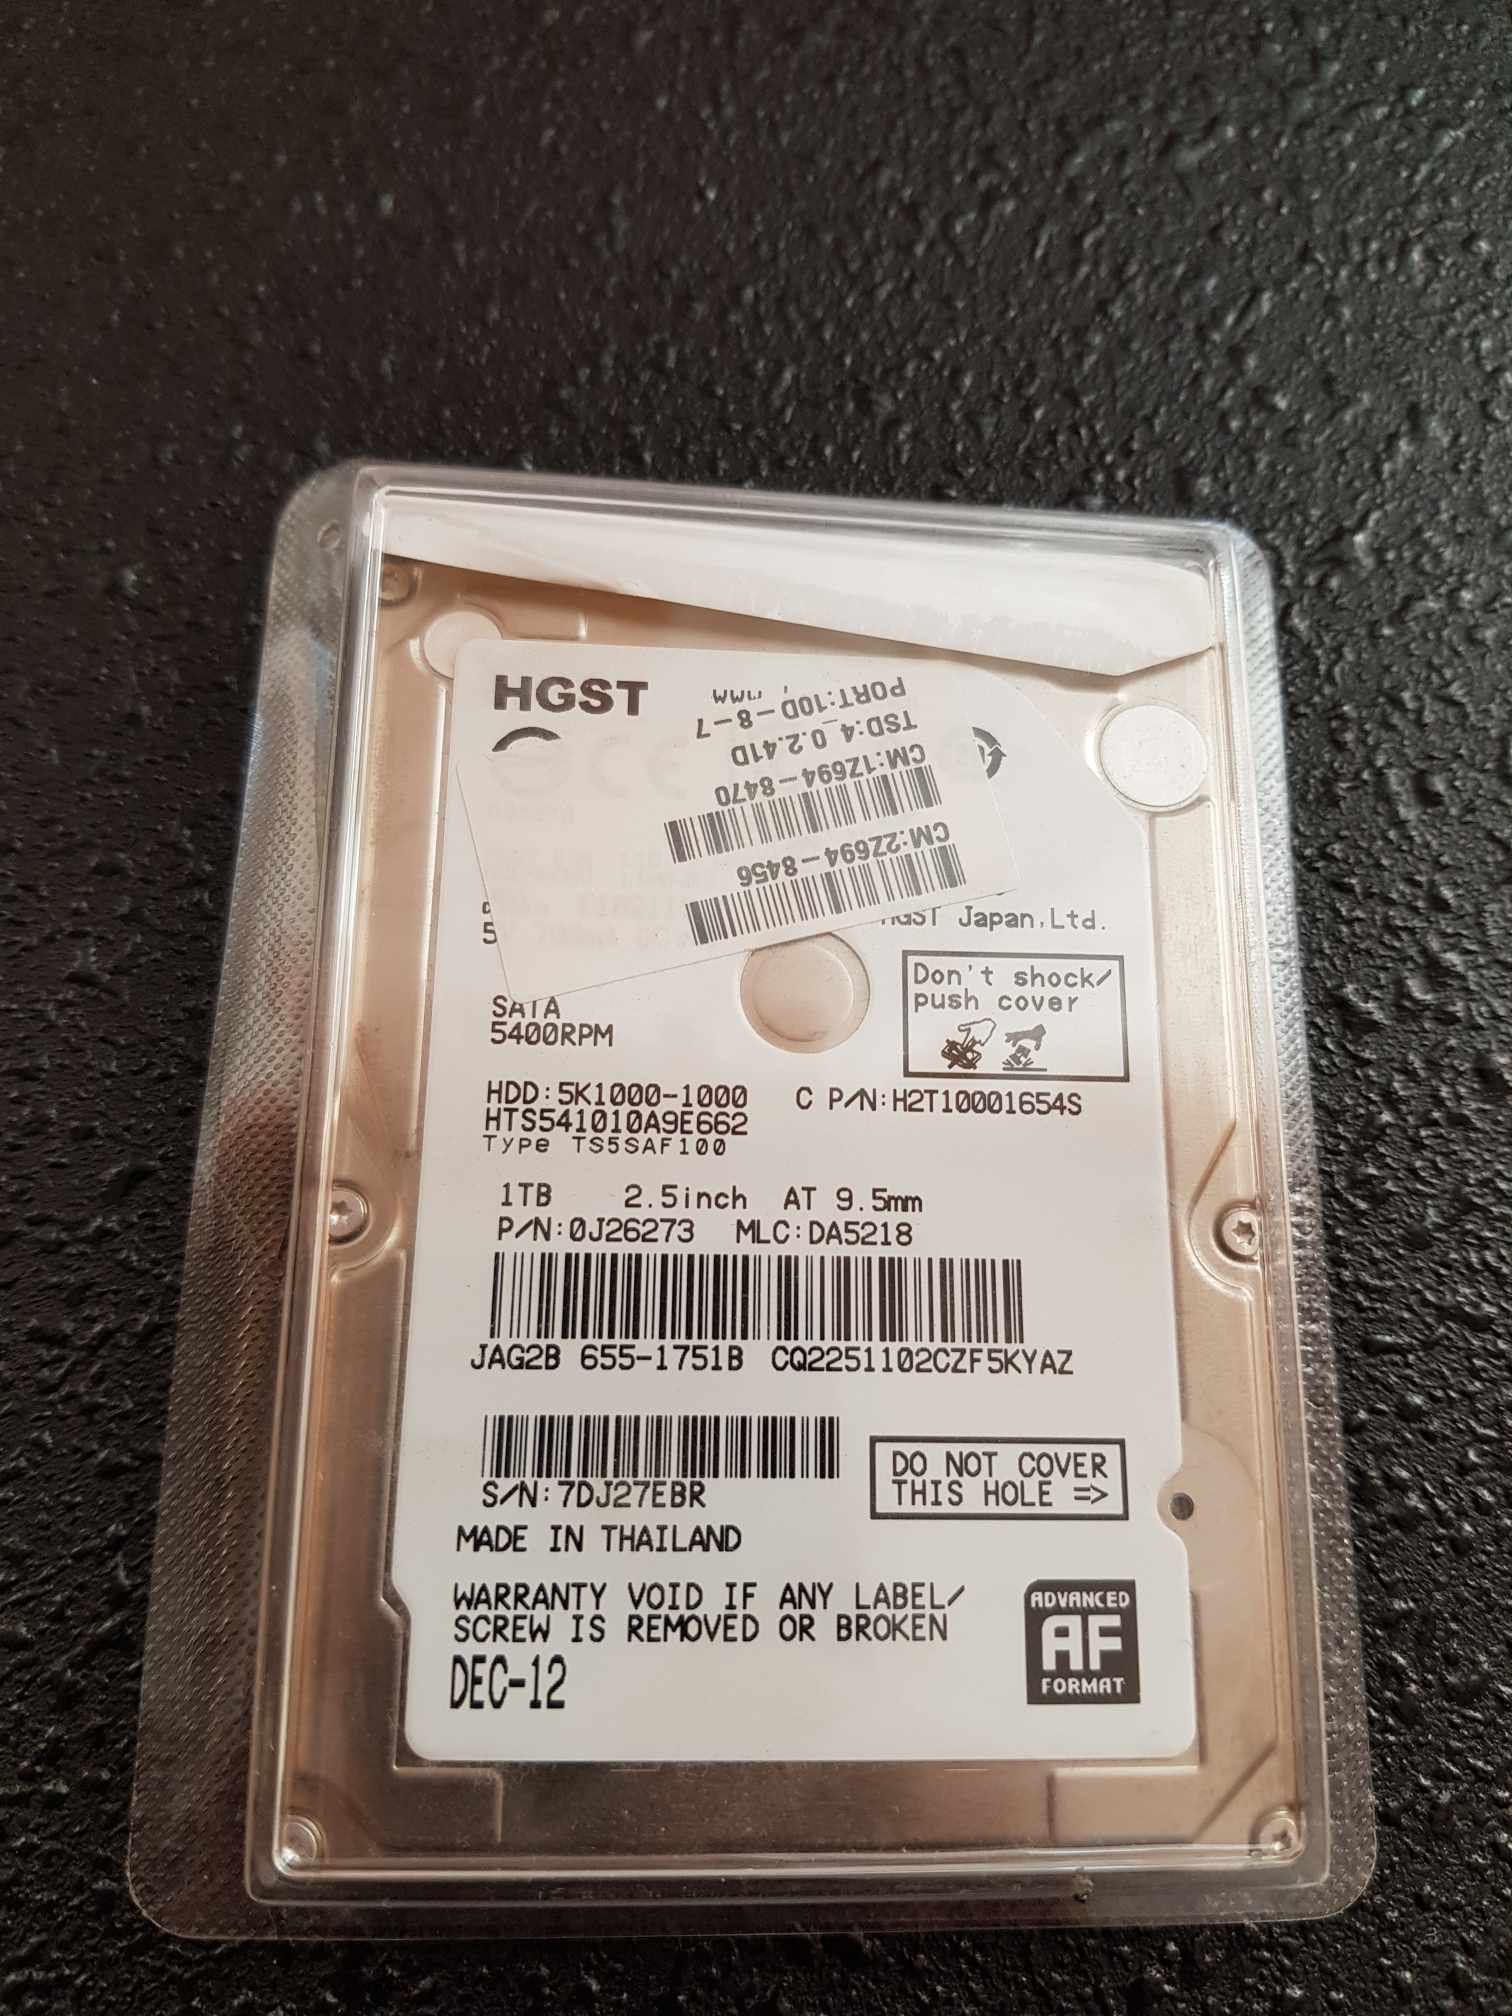 HGST
PORT:10D-8-7
TSD:4_0.2.41D
CM:1Z694-8470
CM:2Z694-8456
HGST Japan,Ltd.
5
Don't shock/
push cover
SATA
5400RPM
HDD:5K1000-1000 C P/N:H2T10001654S
HTS541010A9E662
Type TS5SAF100
1TB 2.5inch AT 9.5mm
P/N:0J26273 MLC:DA5218
JAG2B 655-1751B CQ2251102CZF5KYAZ
S/N:7DJ27EBR
DO NOT COVER
THIS HOLE =>
MADE IN THAILAND
WARRANTY VOID IF ANY LABEL/
SCREW IS REMOVED OR BROKEN
DEC-12
ADVANCED
AF
FORMAT